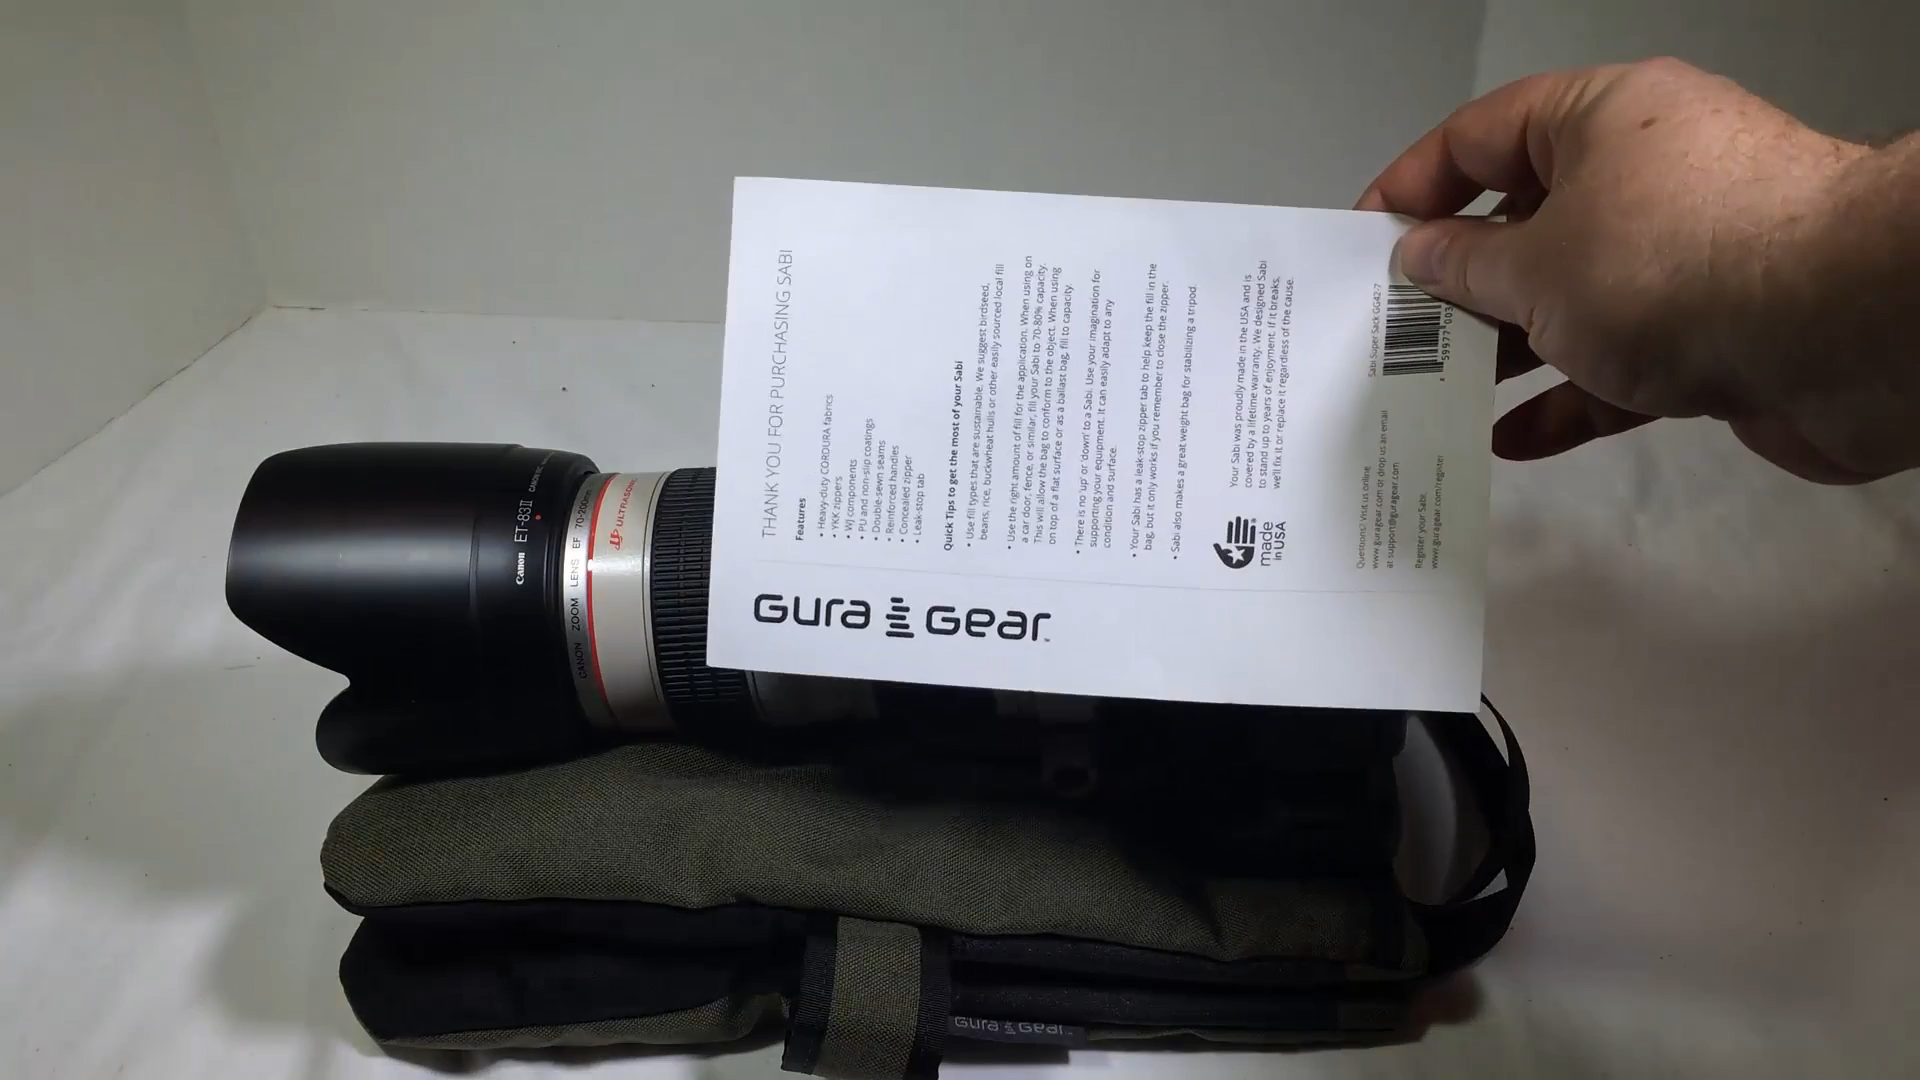 THANK YOU FOR PURCHASING SABI
Features
• Heavy-duty CORDURA fabrics
• YKK zippers
• WJ components
• PU and non-slip coatings
• Double-sewn seams
• Reinforced handles
• Concealed zipper
• Leak-stop tab
Quick Tips to get the most of your Sabi
• Use fill types that are sustainable. We suggest birdseed,
beans, rice, buckwheat hulls or other easily sourced local fill
• Use the right amount of fill for the application. When using on
a car door, fence, or similar, fill your Sabi to 70-80% capacity.
This will allow the bag to conform to the object. When using
on top of a flat surface or as a ballast bag, fill to capacity.
• There is no 'up' or 'down' to a Sabi. Use your imagination for
supporting your equipment. It can easily adapt to any
condition and surface.
• Your Sabi has a leak-stop zipper tab to help keep the fill in the
bag, but it only works if you remember to close the zipper.
• Sabi also makes a great weight bag for stabilizing a tripod.
made
in USA
Your Sabi was proudly made in the USA and is
covered by a lifetime warranty. We designed Sabi
to stand up to years of enjoyment. If it breaks,
we'll fix it or replace it regardless of the cause.
Questions? Visit us online
www.guragear.com or drop us an email
at support@guragear.com
Register your Sabi:
www.guragear.com/register
Sabi Super Sack GG42-7
8 59977 003
Gura Gear
Canon ET-83II
CANON ZOOM LENS EF 70-200
ULTRASONIC
Gura Gear